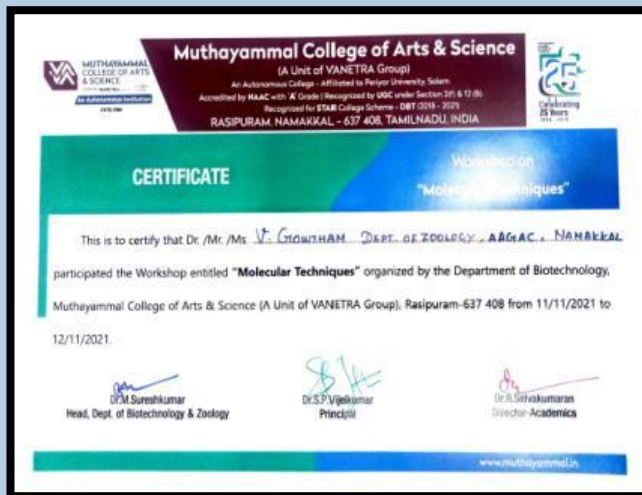 MUTHAYAMMAL
COLLEGE OF ARTS
& SCIENCE
An Autonomous Institution
Muthayammal College of Arts & Science
(A Unit of VANETRA Group)
An Autonomous College - Affiliated to Periyar University, Salem
Accredited by NAAC with 'A' Grade | Recognized by UGC under Section 2(f) & 12 (B)
Recognized for STAR College Scheme - DBT (2018 - 2021)
RASIPURAM, NAMAKKAL - 637 408, TAMILNADU, INDIA
25
Celebrating
25 Years
CERTIFICATE
Workshop on
"Molecular Techniques"
This is to certify that Dr. /Mr. /Ms. V. GOWTHAM DEPT. OF ZOOLOGY, AAGAC, NAMAKKAL
participated the Workshop entitled "Molecular Techniques" organized by the Department of Biotechnology,
Muthayammal College of Arts & Science (A Unit of VANETRA Group), Rasipuram-637 408 from 11/11/2021 to
12/11/2021.
Dr.M.Sureshkumar
Head, Dept. of Biotechnology & Zoology
Dr.S.P.Vijeikumar
Principal
Dr.R.Selvakumaran
Director-Academics
www.muthayammal.in